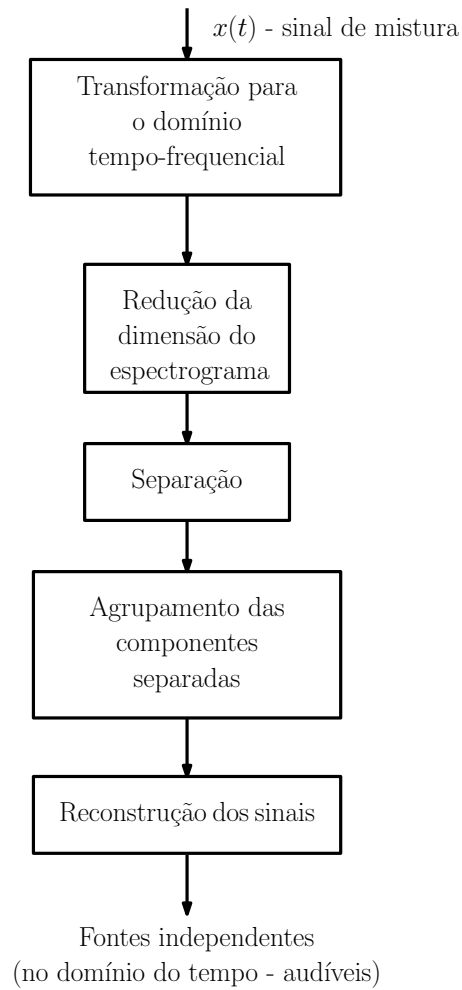 x(t) - sinal de mistura
Transformação para
o domínio
tempo-frequencial
Redução da
dimensão do
espectrograma
Separação
Agrupamento das
componentes
separadas
Reconstrução dos sinais
Fontes independentes
(no domínio do tempo - audíveis)